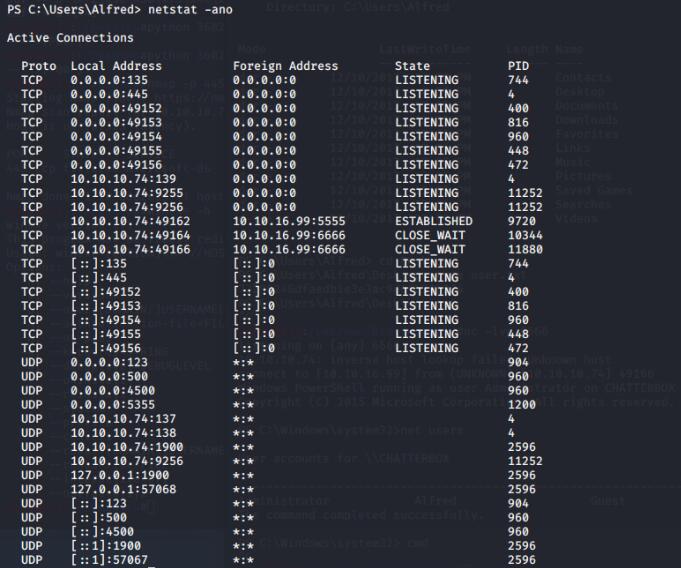 PS C:\Users\Alfred> netstat -ano
Active Connections
Proto Local Address Foreign Address State PID
TCP 0.0.0.0:135 0.0.0.0:0 LISTENING 744
TCP 0.0.0.0:445 0.0.0.0:0 LISTENING 4
TCP 0.0.0.0:49152 0.0.0.0:0 LISTENING 400
TCP 0.0.0.0:49153 0.0.0.0:0 LISTENING 816
TCP 0.0.0.0:49154 0.0.0.0:0 LISTENING 960
TCP 0.0.0.0:49155 0.0.0.0:0 LISTENING 448
TCP 0.0.0.0:49156 0.0.0.0:0 LISTENING 472
TCP 10.10.10.74:139 0.0.0.0:0 LISTENING 4
TCP 10.10.10.74:9255 0.0.0.0:0 LISTENING 11252
TCP 10.10.10.74:9256 0.0.0.0:0 LISTENING 11252
TCP 10.10.10.74:49162 10.10.16.99:5555 ESTABLISHED 9720
TCP 10.10.10.74:49164 10.10.16.99:6666 CLOSE_WAIT 10344
TCP 10.10.10.74:49166 10.10.16.99:6666 CLOSE_WAIT 11880
TCP [::]:135 [::]:0 LISTENING 744
TCP [::]:445 [::]:0 LISTENING 4
TCP [::]:49152 [::]:0 LISTENING 400
TCP [::]:49153 [::]:0 LISTENING 816
TCP [::]:49154 [::]:0 LISTENING 960
TCP [::]:49155 [::]:0 LISTENING 448
TCP [::]:49156 [::]:0 LISTENING 472
UDP 0.0.0.0:123 *:* 904
UDP 0.0.0.0:500 *:* 960
UDP 0.0.0.0:4500 *:* 960
UDP 0.0.0.0:5355 *:* 1200
UDP 10.10.10.74:137 *:* 4
UDP 10.10.10.74:138 *:* 4
UDP 10.10.10.74:1900 *:* 2596
UDP 10.10.10.74:9256 *:* 11252
UDP 127.0.0.1:1900 *:* 2596
UDP 127.0.0.1:57068 *:* 2596
UDP [::]:123 *:* 904
UDP [::]:500 *:* 960
UDP [::]:4500 *:* 960
UDP [::1]:1900 *:* 2596
UDP [::1]:57067 *:* 2596